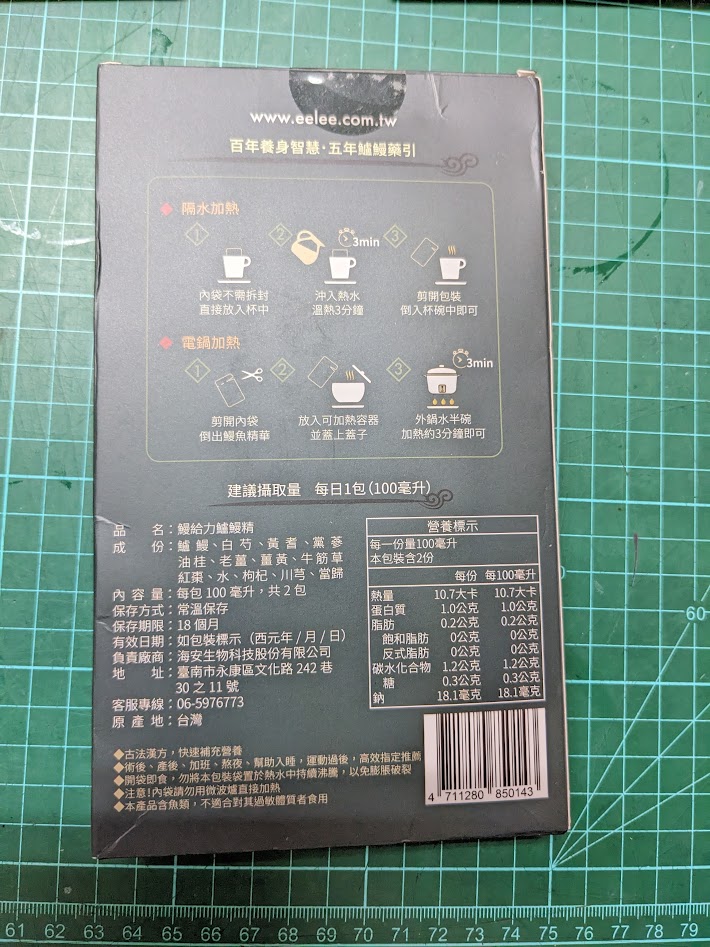 www.eelee.com.tw
百年養身智慧·五年鱸鰻藥引
隔水加熱
1
2
3min
3
內袋不需拆封
直接放入杯中
沖入熱水
溫熱3分鐘
剪開包裝
倒入杯碗中即可
電鍋加熱
1
2
3
3min
剪開內袋
倒出鰻魚精華
放入可加熱容器
並蓋上蓋子
外鍋水半碗
加熱約3分鐘即可
建議攝取量 每日1包(100毫升)
品名:鰻給力鱸鰻精
成份:鱸鰻、白芍、黃耆、黨蔘
油桂、老薑、薑黃、牛筋草
紅棗、水、枸杞、川芎、當歸
內容量:每包100毫升,共2包
保存方式:常溫保存
保存期限:18個月
有效日期:如包裝標示(西元年/月/日)
負責廠商:海安生物科技股份有限公司
地址:臺南市永康區文化路242巷
30之11號
客服專線:06-5976773
原產地:台灣
營養標示
每一份量100毫升
本包裝含2份
每份 每100毫升
熱量 10.7大卡 10.7大卡
蛋白質 1.0公克 1.0公克
脂肪 0.2公克 0.2公克
飽和脂肪 0公克 0公克
反式脂肪 0公克 0公克
碳水化合物 1.2公克 1.2公克
糖 0.3公克 0.3公克
鈉 18.1毫克 18.1毫克
◆古法漢方,快速補充營養
◆術後、產後、加班、熬夜、幫助入睡,運動過後,高效指定推薦
◆開袋即食,勿將本包裝袋置於熱水中持續沸騰,以免膨脹破裂
◆注意!內袋請勿用微波爐直接加熱
◆本產品含魚類,不適合對其過敏體質者食用
4 711280 850143
60
61 62 63 64 65 66 67 68 69 70 71 72 73 74 75 76 77 78 79